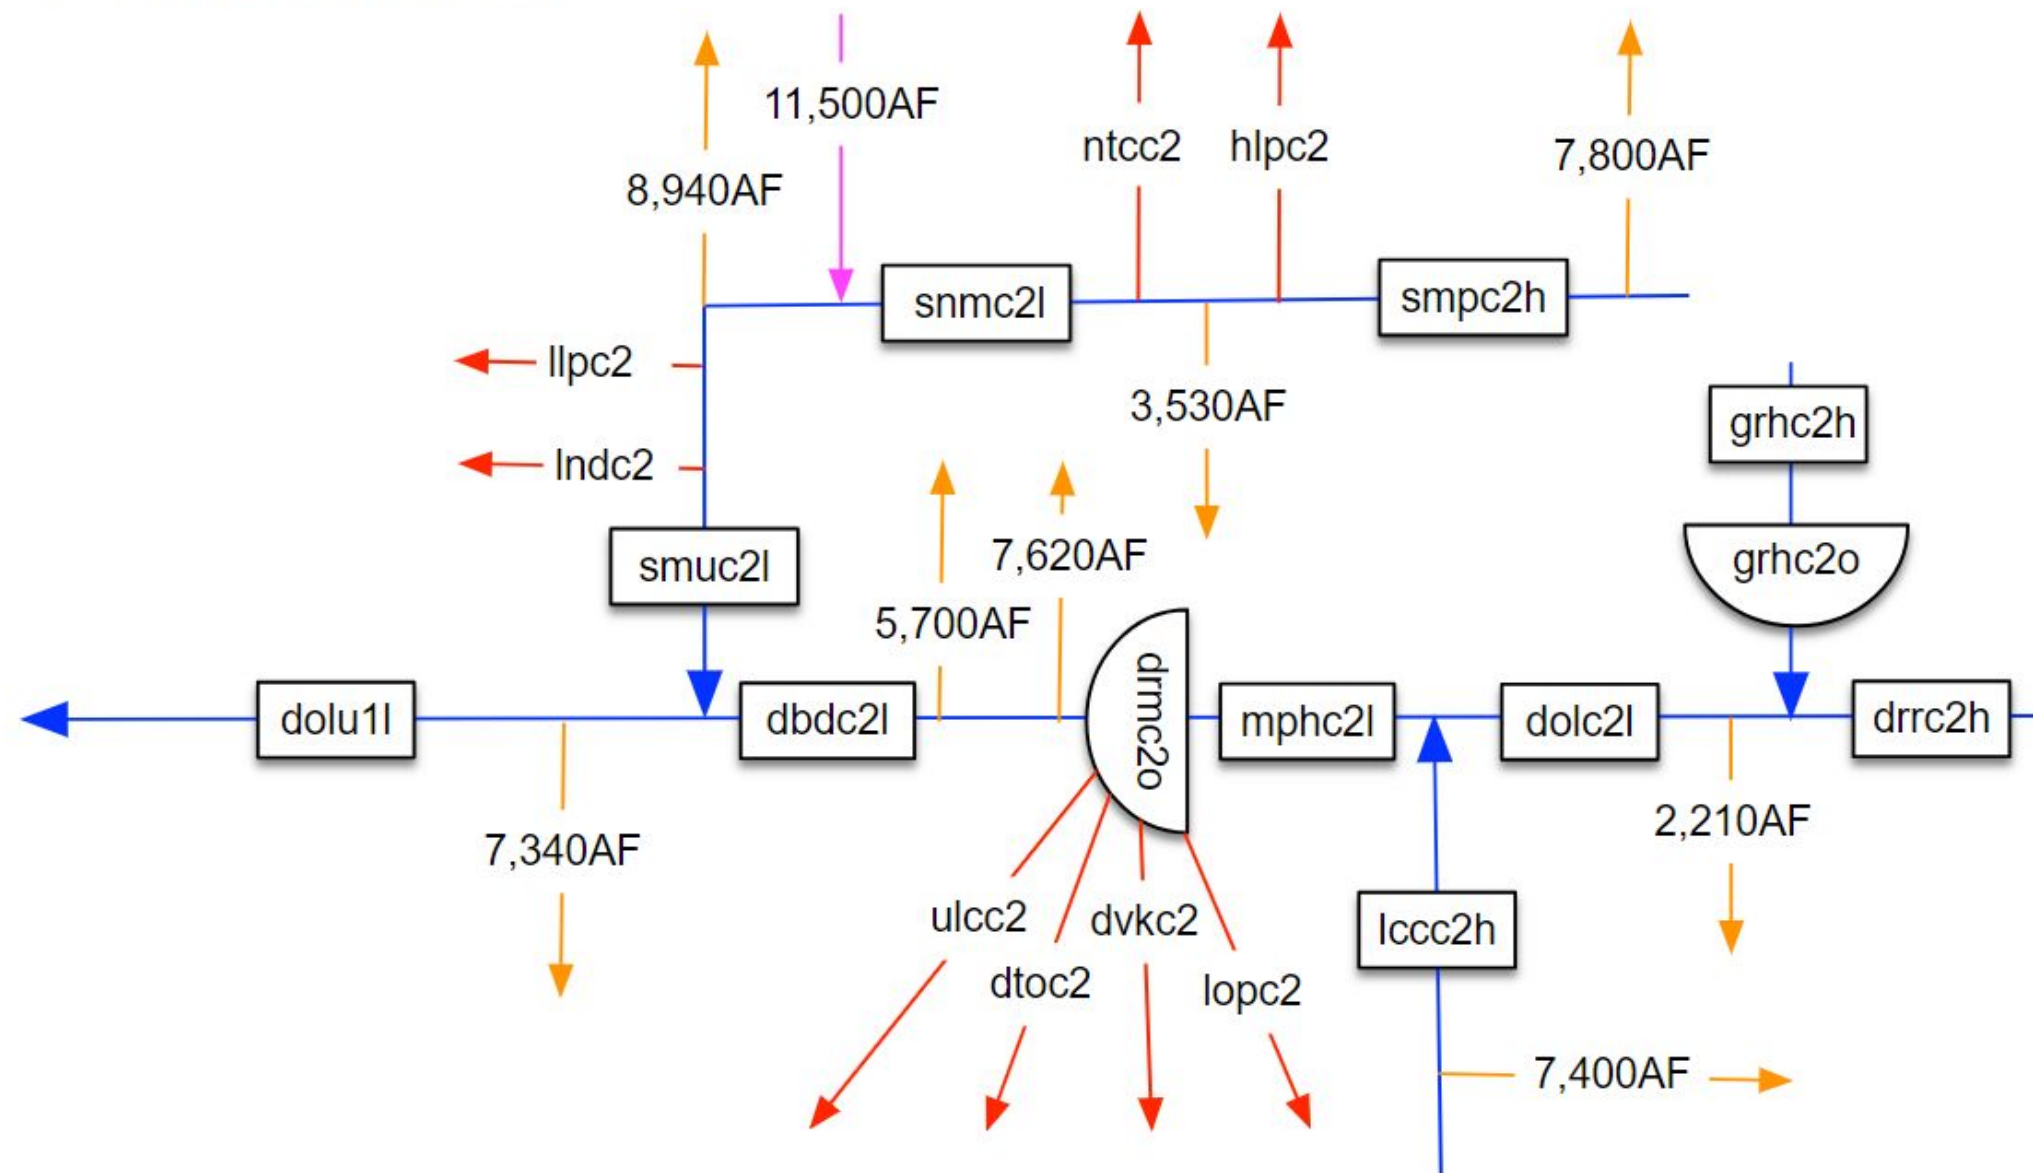 11,500AF
ntcc2
hlpc2
7,800AF
8,940AF
snmc2l
smpc2h
llpc2
3,530AF
grhc2h
lndc2
7,620AF
grhc2o
smuc2l
5,700AF
drmc2o
dolu1l
dbdc2l
mphc2l
dolc2l
drrc2h
7,340AF
2,210AF
ulcc2
dvkc2
lccc2h
dtoc2
lopc2
7,400AF